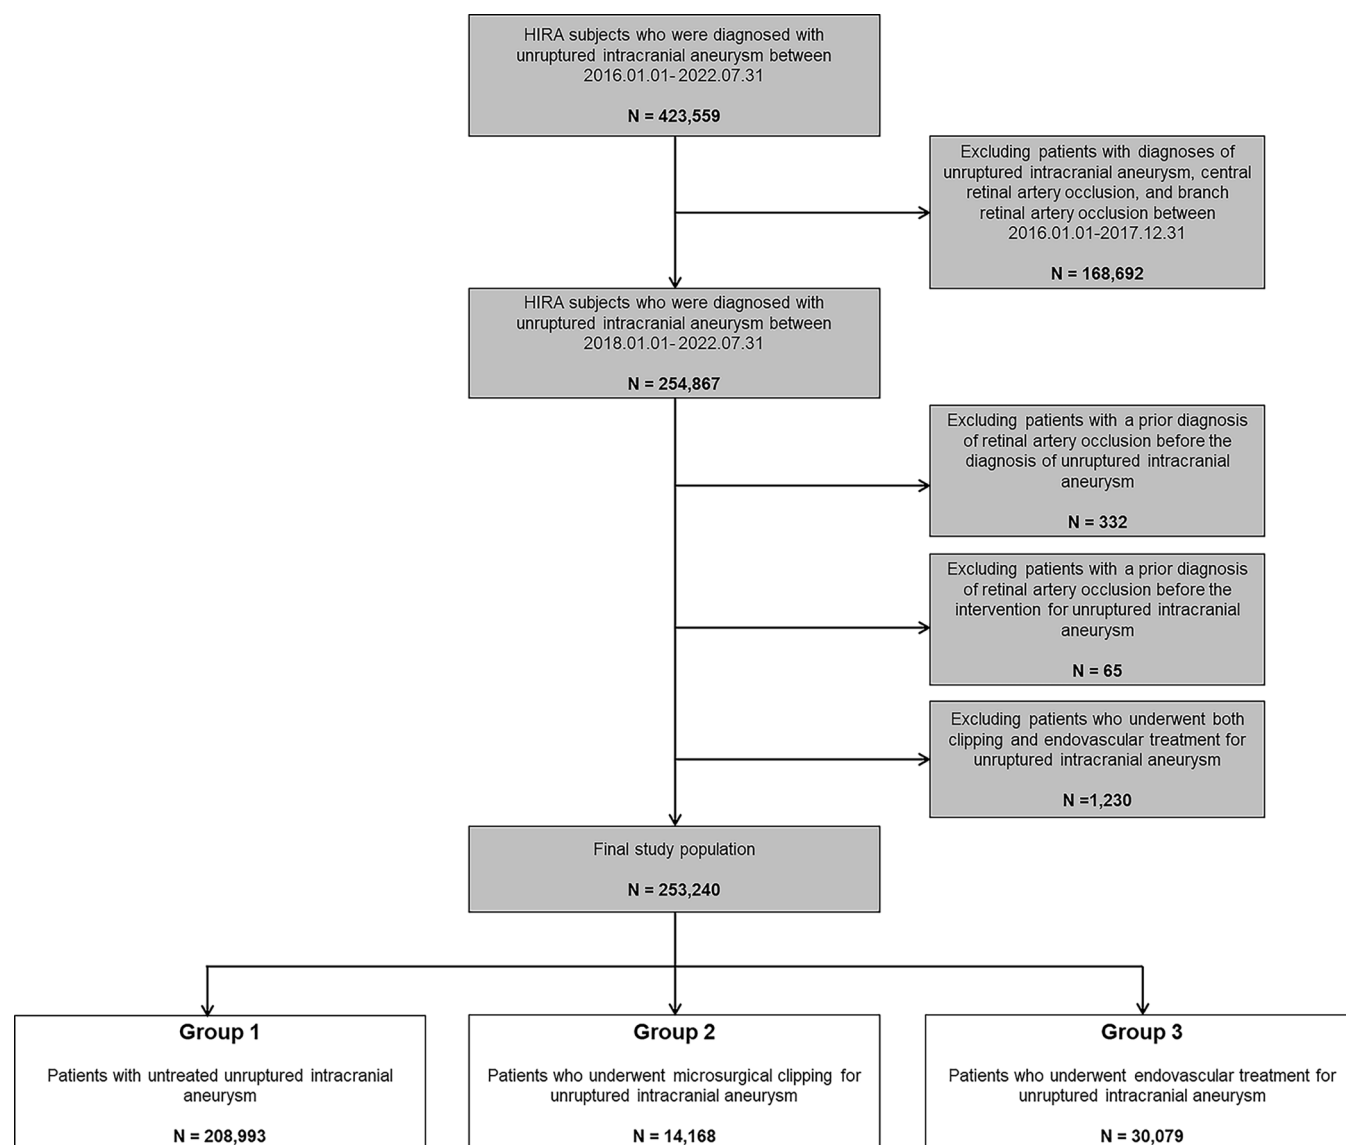 HIRA subjects who were diagnosed with
unruptured intracranial aneurysm between
2016.01.01- 2022.07.31
N = 423,559
Excluding patients with diagnoses of
unruptured intracranial aneurysm, central
retinal artery occlusion, and branch
retinal artery occlusion between
2016.01.01-2017.12.31
N = 168,692
HIRA subjects who were diagnosed with
unruptured intracranial aneurysm between
2018.01.01- 2022.07.31
N = 254,867
Excluding patients with a prior diagnosis
of retinal artery occlusion before the
diagnosis of unruptured intracranial
aneurysm
N = 332
Excluding patients with a prior diagnosis
of retinal artery occlusion before the
intervention for unruptured intracranial
aneurysm
N = 65
Excluding patients who underwent both
clipping and endovascular treatment for
unruptured intracranial aneurysm
N =1,230
Final study population
N = 253,240
Group 1
Patients with untreated unruptured intracranial
aneurysm
N = 208,993
Group 2
Patients who underwent microsurgical clipping for
unruptured intracranial aneurysm
N = 14,168
Group 3
Patients who underwent endovascular treatment for
unruptured intracranial aneurysm
N = 30,079